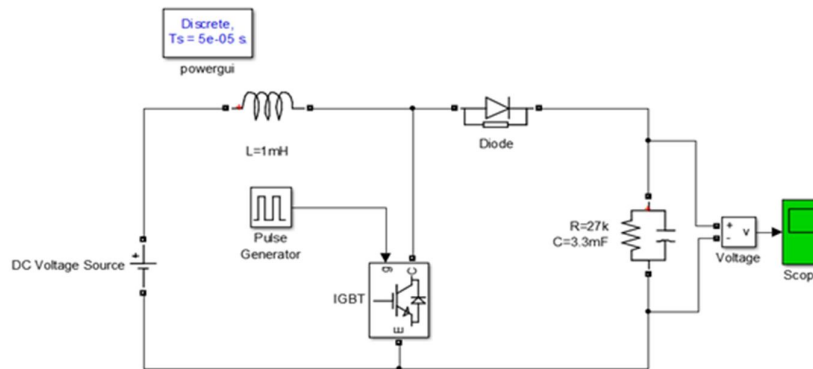 Discrete,
Ts = 5e-05 s
powergui
L=1mH
Diode
Pulse
Generator
R=27k
C=3.3mF
+
v
-
Voltage
Scop
+
DC Voltage Source
IGBT
g
C
E